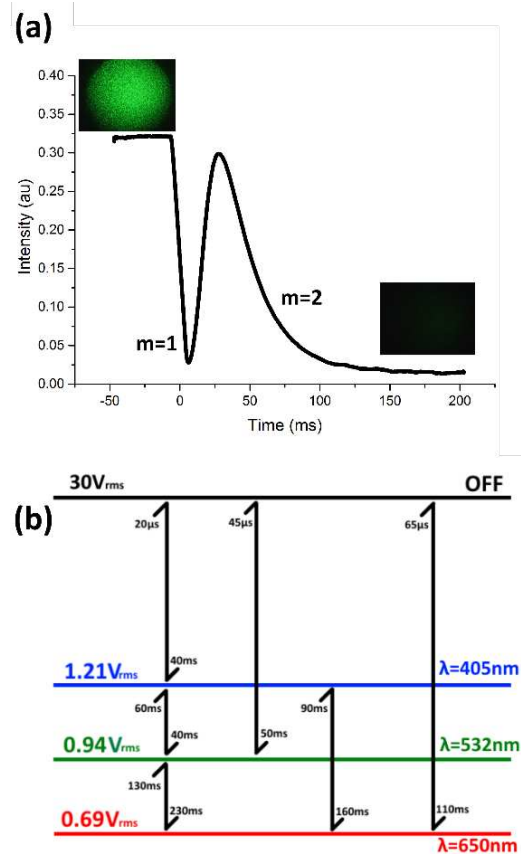 (a)
0.40
0.35
0.30
0.25
0.20
0.15
0.10
0.05
0.00
Intensity (au)
m=1
m=2
-50 0 50 100 150 200
Time (ms)
(b)
30Vrms OFF
20µs 45µs 65µs
40ms
1.21Vrms λ=405nm
60ms 90ms
40ms 50ms
0.94Vrms λ=532nm
130ms
230ms 160ms 110ms
0.69Vrms λ=650nm